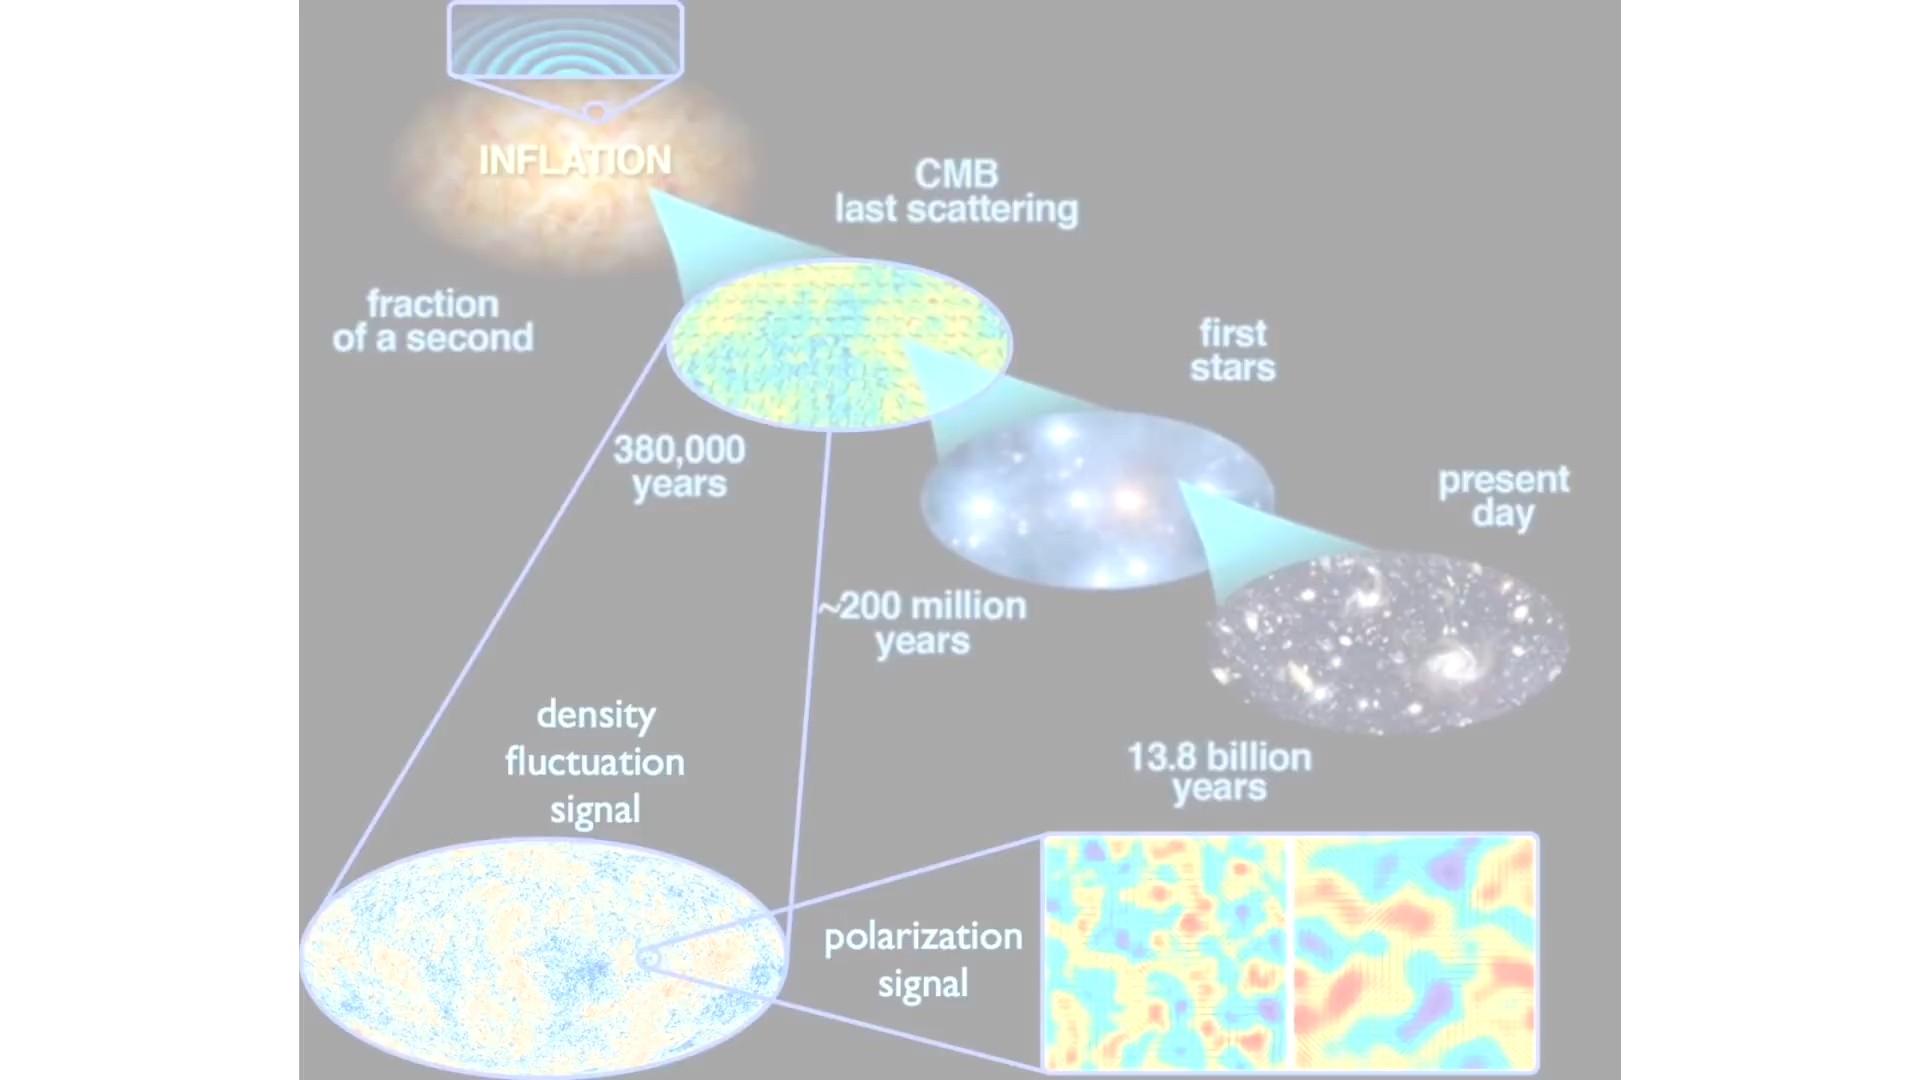 INFLATION
CMB
last scattering
fraction
of a second
first
stars
380,000
years
present
day
~200 million
years
density
fluctuation
signal
13.8 billion
years
polarization
signal